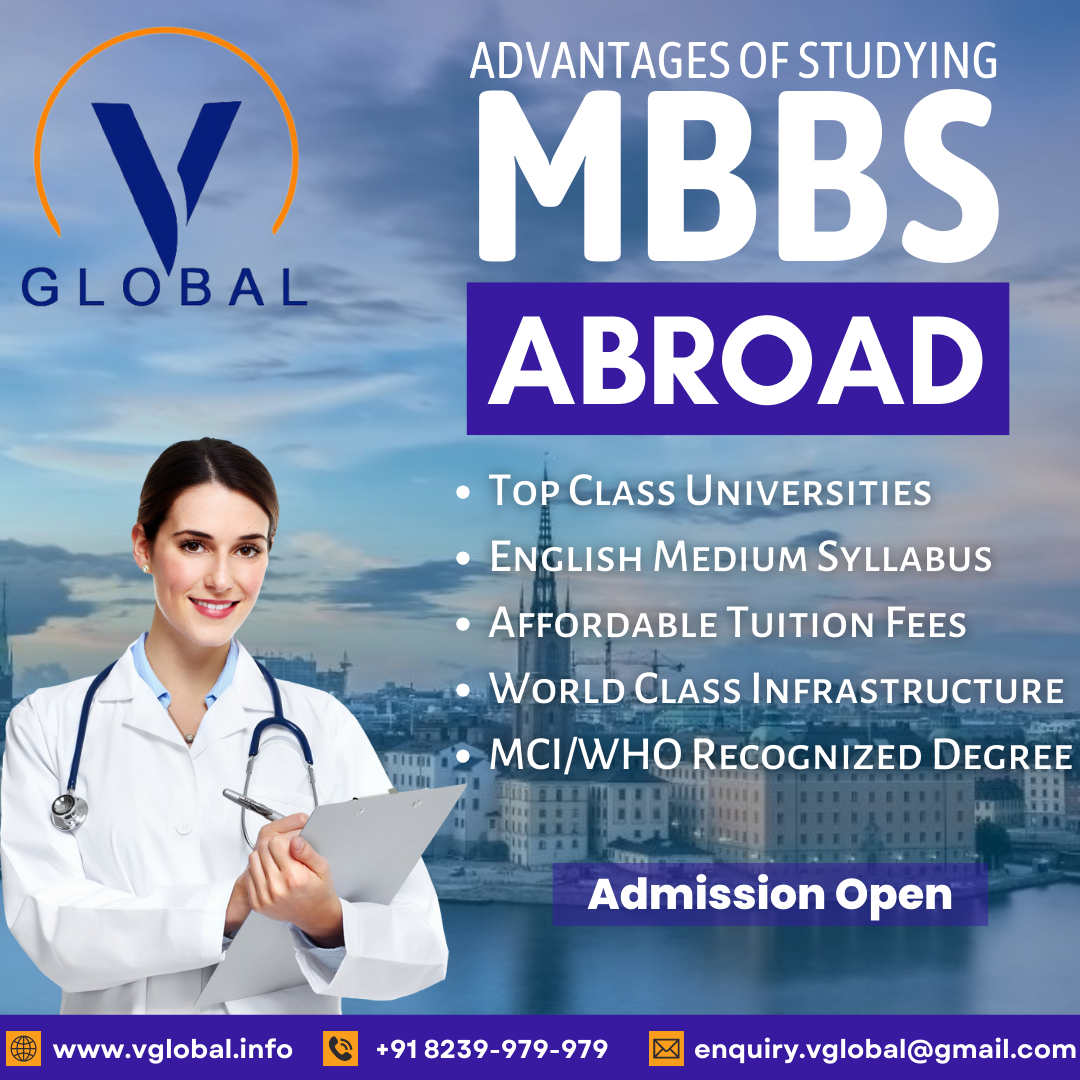 V
GLOBAL
ADVANTAGES OF STUDYING
MBBS
ABROAD
• Top Class Universities
• English Medium Syllabus
• Affordable Tuition Fees
• World Class Infrastructure
• MCI/WHO Recognized Degree
Admission Open
www.vglobal.info
+91 8239-979-979
enquiry.vglobal@gmail.com